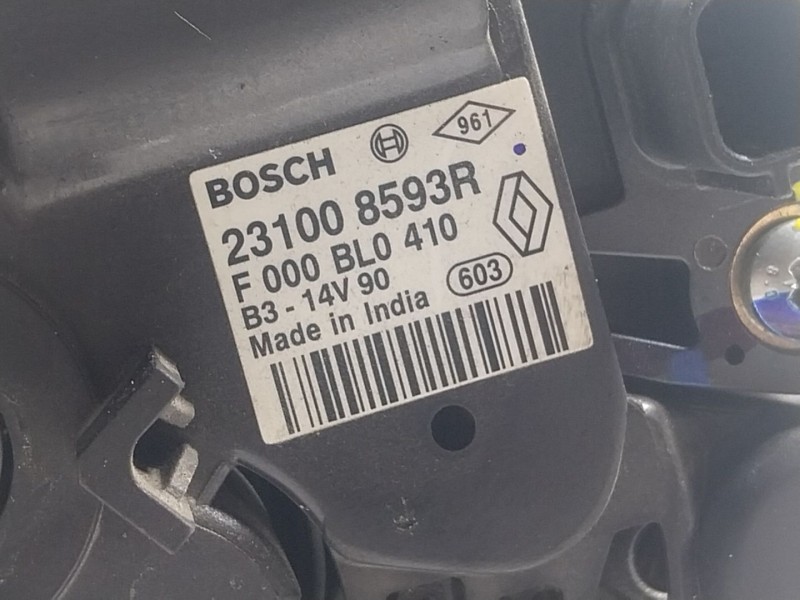 BOSCH 961
23100 8593R
F 000 BL0 410
B3 - 14V 90 603
Made in India